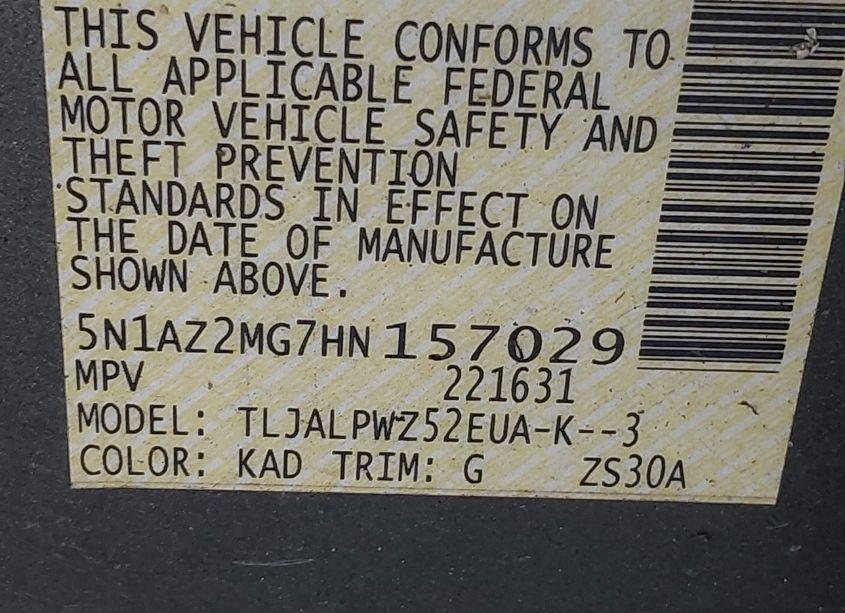 THIS VEHICLE CONFORMS TO
ALL APPLICABLE FEDERAL
MOTOR VEHICLE SAFETY AND
THEFT PREVENTION
STANDARDS IN EFFECT ON
THE DATE OF MANUFACTURE
SHOWN ABOVE.
5N1AZ2MG7HN157029
MPV 221631
MODEL: TLJALPWZ52EUA-K--3
COLOR: KAD TRIM: G ZS30A